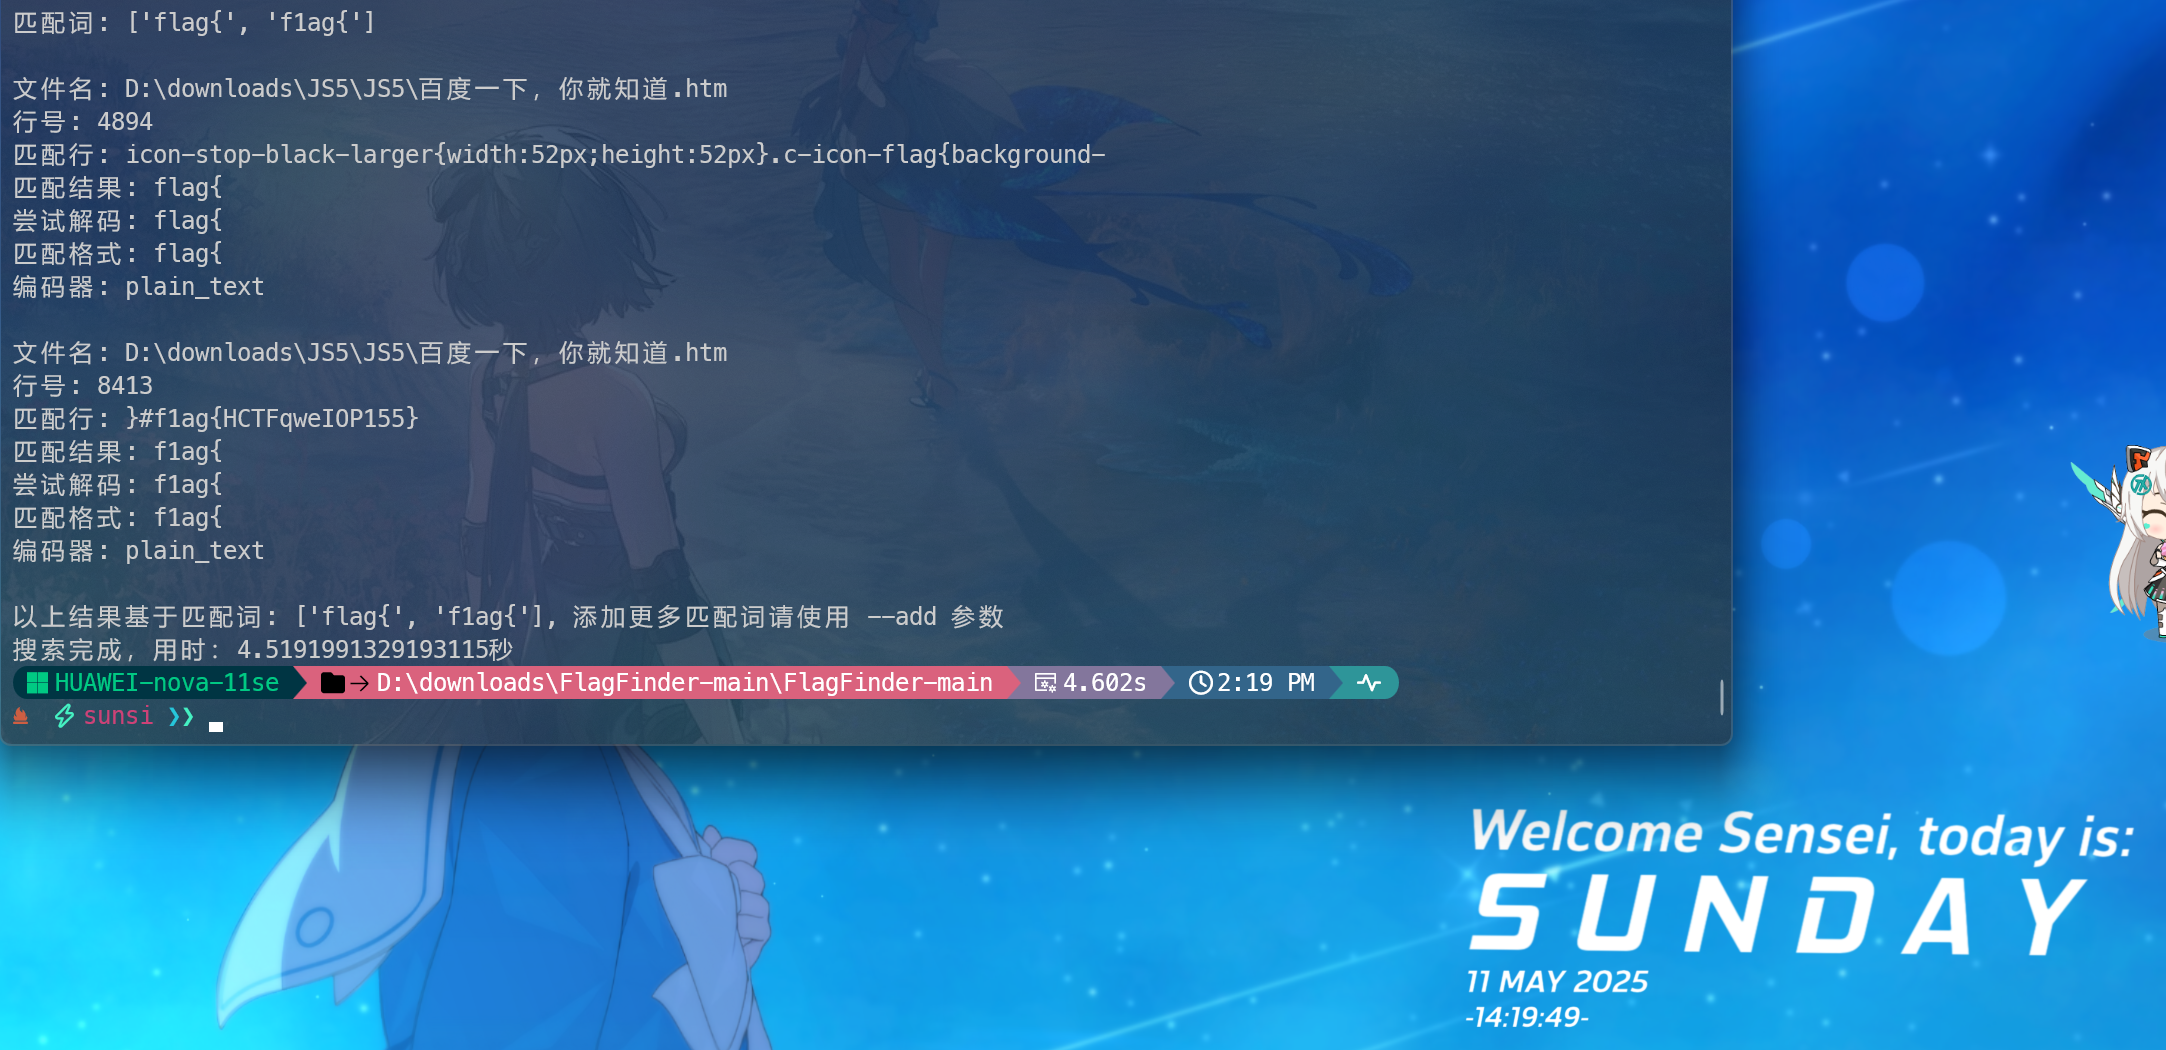 匹配词: ['flag{', 'f1ag{']
文件名: D:\downloads\JS5\JS5\百度一下，你就知道.htm
行号: 4894
匹配行: icon-stop-black-larger{width:52px;height:52px}.c-icon-flag{background-
匹配结果: flag{
尝试解码: flag{
匹配格式: flag{
编码器: plain_text
文件名: D:\downloads\JS5\JS5\百度一下，你就知道.htm
行号: 8413
匹配行: }#f1ag{HCTFqweIOP155}
匹配结果: f1ag{
尝试解码: f1ag{
匹配格式: f1ag{
编码器: plain_text
以上结果基于匹配词: ['flag{', 'f1ag{'], 添加更多匹配词请使用 --add 参数
搜索完成，用时: 4.5191991329193115秒
HUAWEI-nova-11se → D:\downloads\FlagFinder-main\FlagFinder-main 4.602s 2:19 PM
sunsi ❯❯
Welcome Sensei, today is:
SUNDAY
11 MAY 2025
-14:19:49-